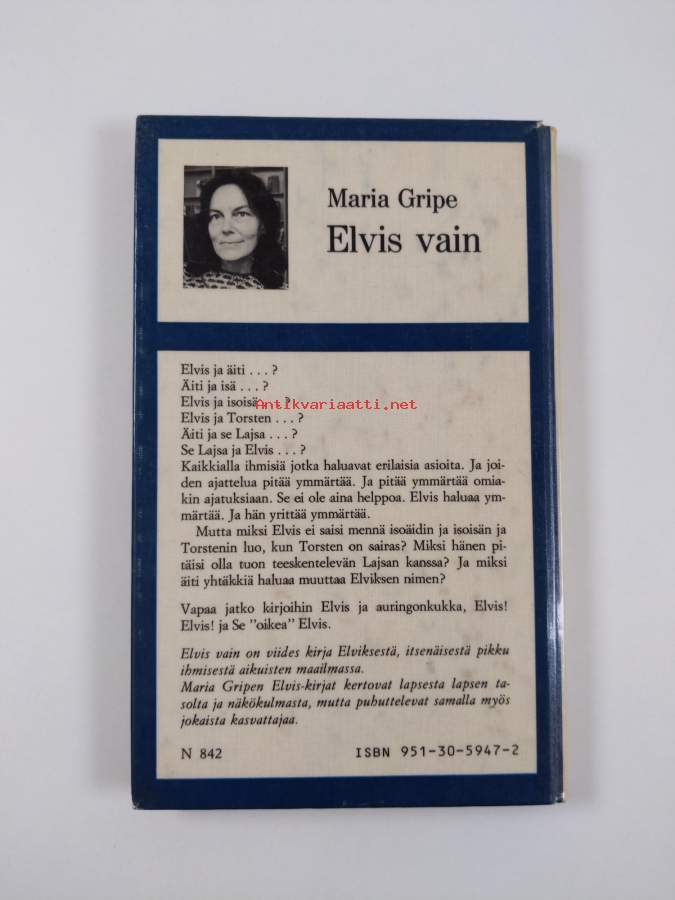 Maria Gripe
Elvis vain
Elvis ja äiti . . . ?
Äiti ja isä . . . ?
Elvis ja isoisä . . . ?
Antikvariaatti.net
Elvis ja Torsten . . . ?
Äiti ja se Lajsa . . . ?
Se Lajsa ja Elvis . . . ?
Kaikkialla ihmisiä jotka haluavat erilaisia asioita. Ja joi-
den ajattelua pitää ymmärtää. Ja pitää ymmärtää omia-
kin ajatuksiaan. Se ei ole aina helppoa. Elvis haluaa ym-
märtää. Ja hän yrittää ymmärtää.
Mutta miksi Elvis ei saisi mennä isoäidin ja isoisän ja
Torstenin luo, kun Torsten on sairas? Miksi hänen pi-
täisi olla tuon teeskentelevän Lajsan kanssa? Ja miksi
äiti yhtäkkiä haluaa muuttaa Elviksen nimen?
Vapaa jatko kirjoihin Elvis ja auringonkukka, Elvis!
Elvis! ja Se "oikea" Elvis.
Elvis vain on viides kirja Elviksestä, itsenäisestä pikku
ihmisestä aikuisten maailmassa.
Maria Gripen Elvis-kirjat kertovat lapsesta lapsen ta-
solta ja näkökulmasta, mutta puhuttelevat samalla myös
jokaista kasvattajaa.
N 842
ISBN 951-30-5947-2